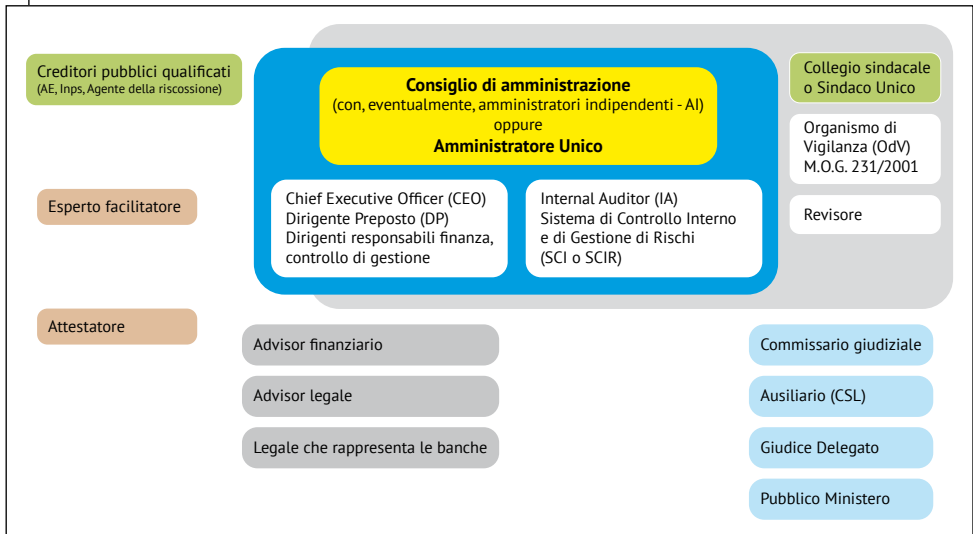 Creditori pubblici qualificati
(AE, Inps, Agente della riscossione)
Consiglio di amministrazione
(con, eventualmente, amministratori indipendenti - AI)
oppure
Amministratore Unico
Collegio sindacale
o Sindaco Unico
Organismo di
Vigilanza (OdV)
M.O.G. 231/2001
Esperto facilitatore
Chief Executive Officer (CEO)
Dirigente Preposto (DP)
Dirigenti responsabili finanza,
controllo di gestione
Internal Auditor (IA)
Sistema di Controllo Interno
e di Gestione de Rischi
(SCI o SCIR)
Revisore
Attestatore
Advisor finanziario
Advisor legale
Legale che rappresenta le banche
Commissario giudiziale
Ausiliario (CSL)
Giudice Delegato
Pubblico Ministero